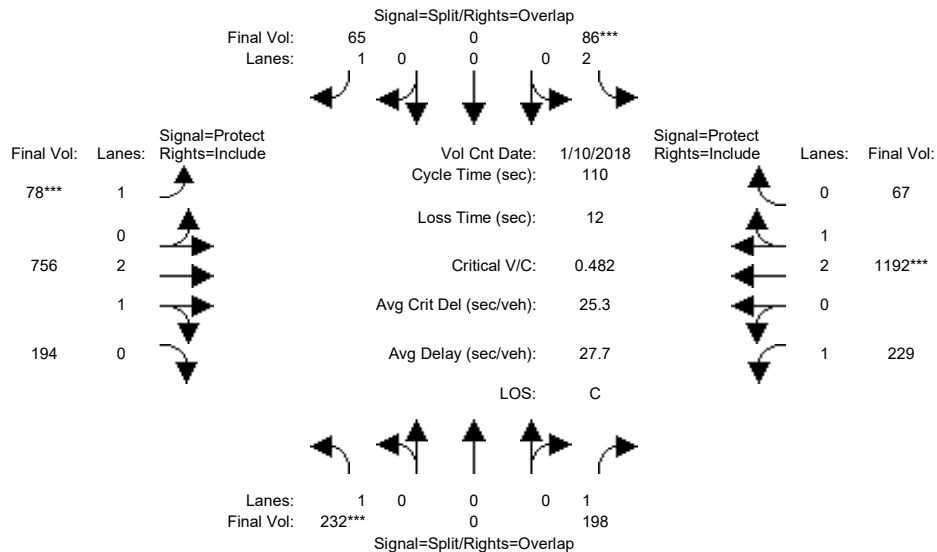 Signal=Split/Rights=Overlap
Final Vol: 65 0 86***
Lanes: 1 0 0 0 2
Signal=Protect Signal=Protect
Final Vol: Lanes: Rights=Include Vol Cnt Date: 1/10/2018 Rights=Include Lanes: Final Vol:
Cycle Time (sec): 110
78*** 1 0 67
Loss Time (sec): 12
0 1
756 2 Critical V/C: 0.482 2 1192***
1 Avg Crit Del (sec/veh): 25.3 0
194 0 Avg Delay (sec/veh): 27.7 1 229
LOS: C
Lanes: 1 0 0 0 1
Final Vol: 232*** 0 198
Signal=Split/Rights=Overlap